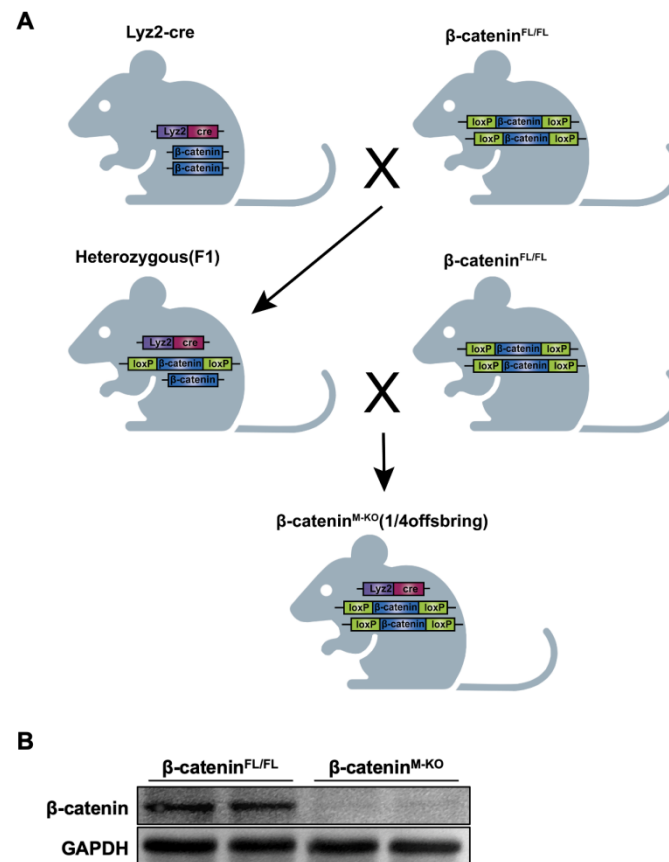 A
Lyz2-cre
β-catenin^FL/FL
Lyz2 cre
β-catenin
β-catenin
loxP β-catenin loxP
loxP β-catenin loxP
X
Heterozygous(F1)
β-catenin^FL/FL
Lyz2 cre
loxP β-catenin loxP
β-catenin
loxP β-catenin loxP
loxP β-catenin loxP
X
β-catenin^M-KO(1/4offsbring)
Lyz2 cre
loxP β-catenin loxP
loxP β-catenin loxP
B
β-catenin^FL/FL β-catenin^M-KO
β-catenin
GAPDH